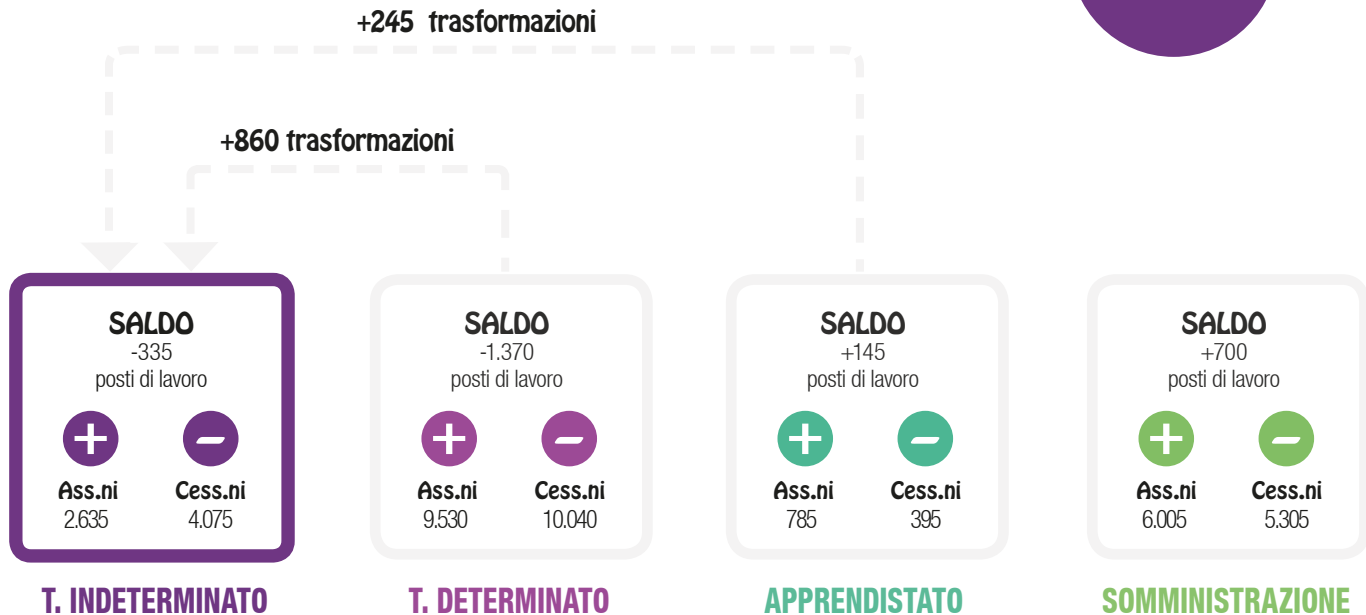 +245 trasformazioni
+860 trasformazioni
SALDO
-335
posti di lavoro
Ass.ni Cess.ni
2.635 4.075
T. INDETERMINATO
SALDO
-1.370
posti di lavoro
Ass.ni Cess.ni
9.530 10.040
T. DETERMINATO
SALDO
+145
posti di lavoro
Ass.ni Cess.ni
785 395
APPRENDISTATO
SALDO
+700
posti di lavoro
Ass.ni Cess.ni
6.005 5.305
SOMMINISTRAZIONE